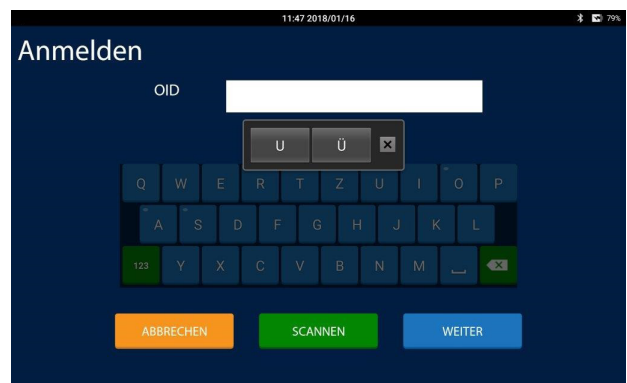 11:47 2018/01/16 79%
Anmelden
OID
U Ü
Q W E R T Z U I O P
A S D F G H J K L
123 Y X C V B N M
ABBRECHEN SCANNEN WEITER